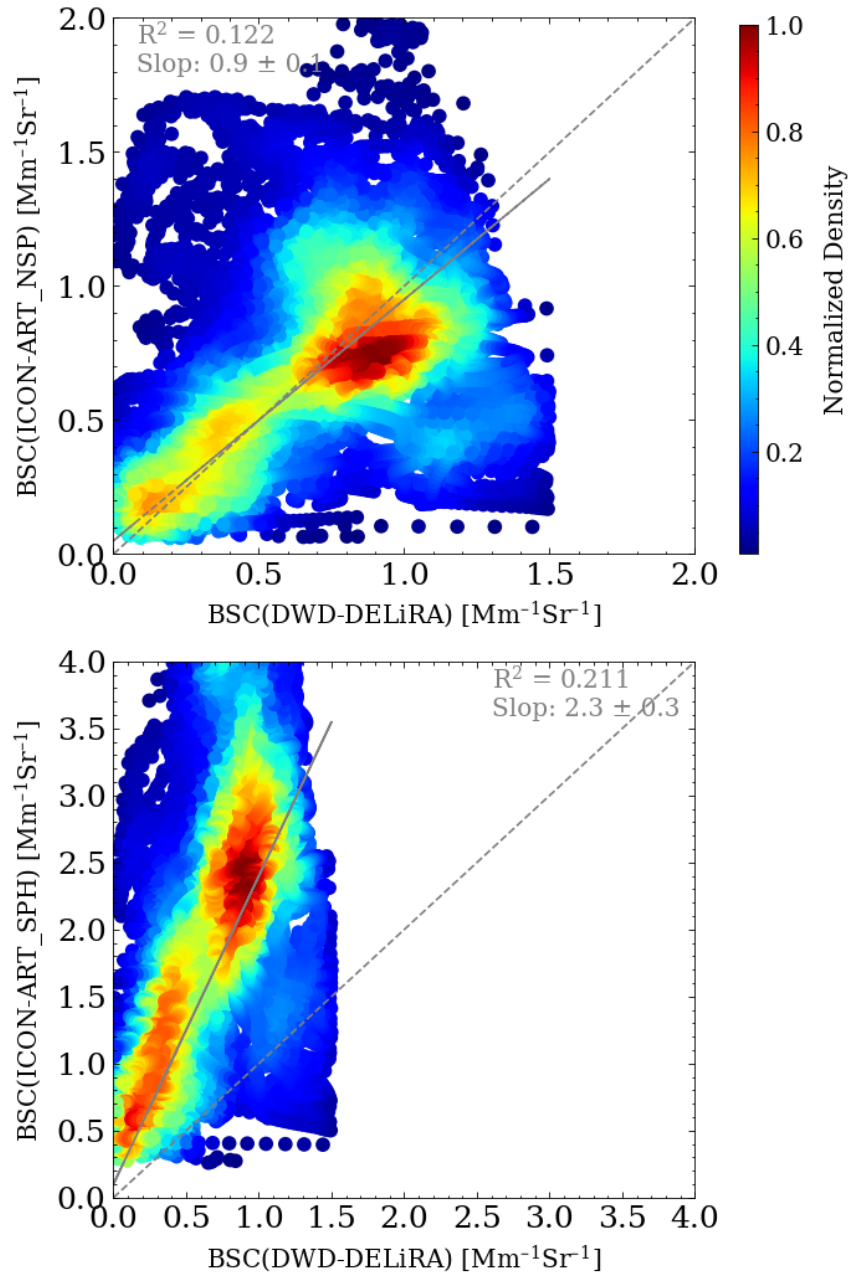 R² = 0.122
Slop: 0.9 ± 0.1
2.0
1.5
1.0
0.5
0.0
BSC(ICON-ART_NSP) [Mm⁻¹Sr⁻¹]
0.0 0.5 1.0 1.5 2.0
BSC(DWD-DELiRA) [Mm⁻¹Sr⁻¹]
1.0
0.8
0.6
0.4
0.2
Normalized Density
R² = 0.211
Slop: 2.3 ± 0.3
4.0
3.5
3.0
2.5
2.0
1.5
1.0
0.5
0.0
BSC(ICON-ART_SPH) [Mm⁻¹Sr⁻¹]
0.0 0.5 1.0 1.5 2.0 2.5 3.0 3.5 4.0
BSC(DWD-DELiRA) [Mm⁻¹Sr⁻¹]